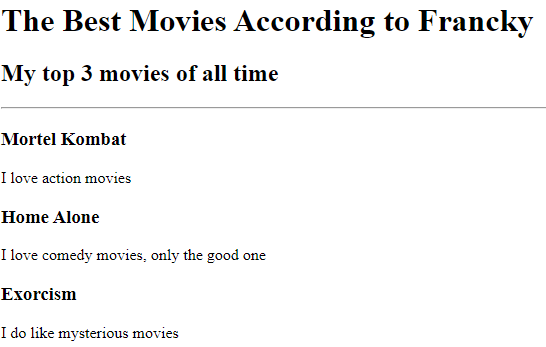 The Best Movies According to Francky
My top 3 movies of all time
Mortel Kombat
I love action movies
Home Alone
I love comedy movies, only the good one
Exorcism
I do like mysterious movies